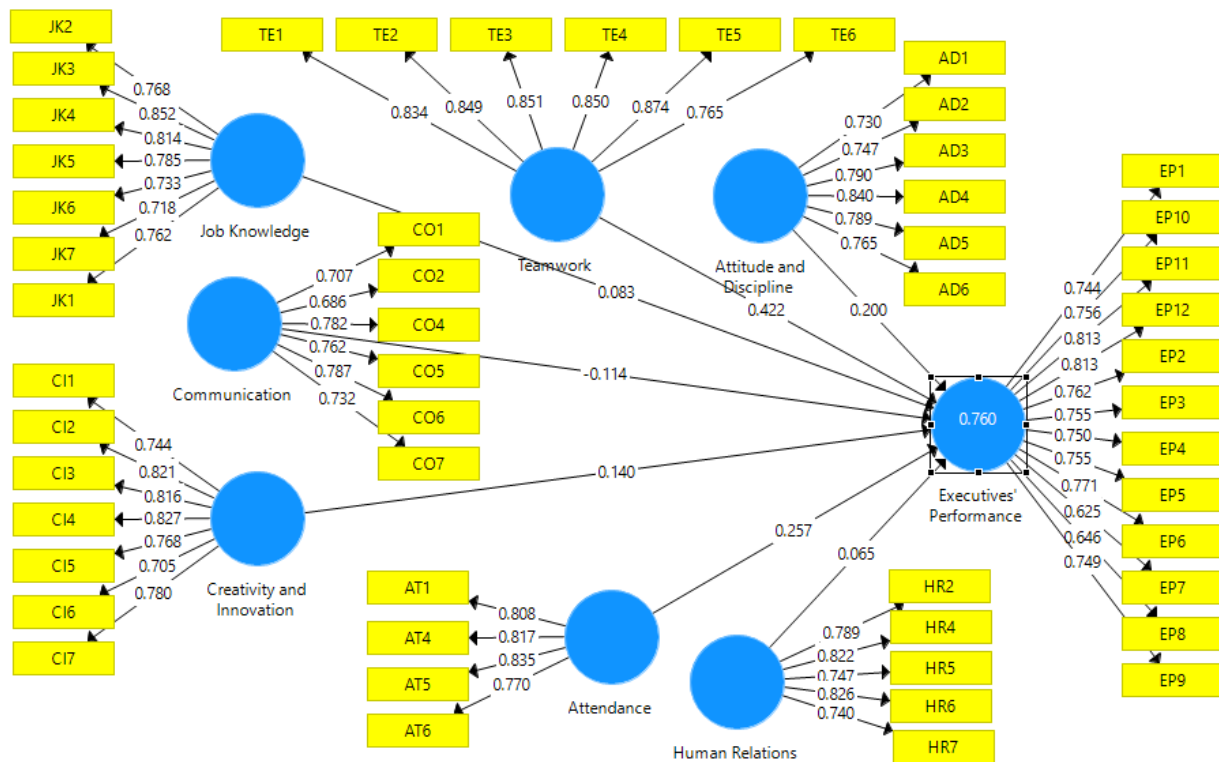 JK2
JK3
JK4
JK5
JK6
JK7
JK1
0.768
0.852
0.814
0.785
0.733
0.718
0.762
Job Knowledge
TE1
TE2
TE3
TE4
TE5
TE6
0.834
0.849
0.851
0.850
0.874
0.765
Teamwork
AD1
AD2
AD3
AD4
AD5
AD6
0.730
0.747
0.790
0.840
0.789
0.765
Attitude and
Discipline
CO1
CO2
CO4
CO5
CO6
CO7
0.707
0.686
0.782
0.762
0.787
0.732
Communication
CI1
CI2
CI3
CI4
CI5
CI6
CI7
0.744
0.821
0.816
0.827
0.768
0.705
0.780
Creativity and
Innovation
0.083
0.422
0.200
-0.114
0.140
0.257
0.065
AT1
AT4
AT5
AT6
0.808
0.817
0.835
0.770
Attendance
HR2
HR4
HR5
HR6
HR7
0.789
0.822
0.747
0.826
0.740
Human Relations
0.760
Executives'
Performance
EP1
EP10
EP11
EP12
EP2
EP3
EP4
EP5
EP6
EP7
EP8
EP9
0.744
0.756
0.813
0.813
0.762
0.755
0.750
0.755
0.771
0.625
0.646
0.749